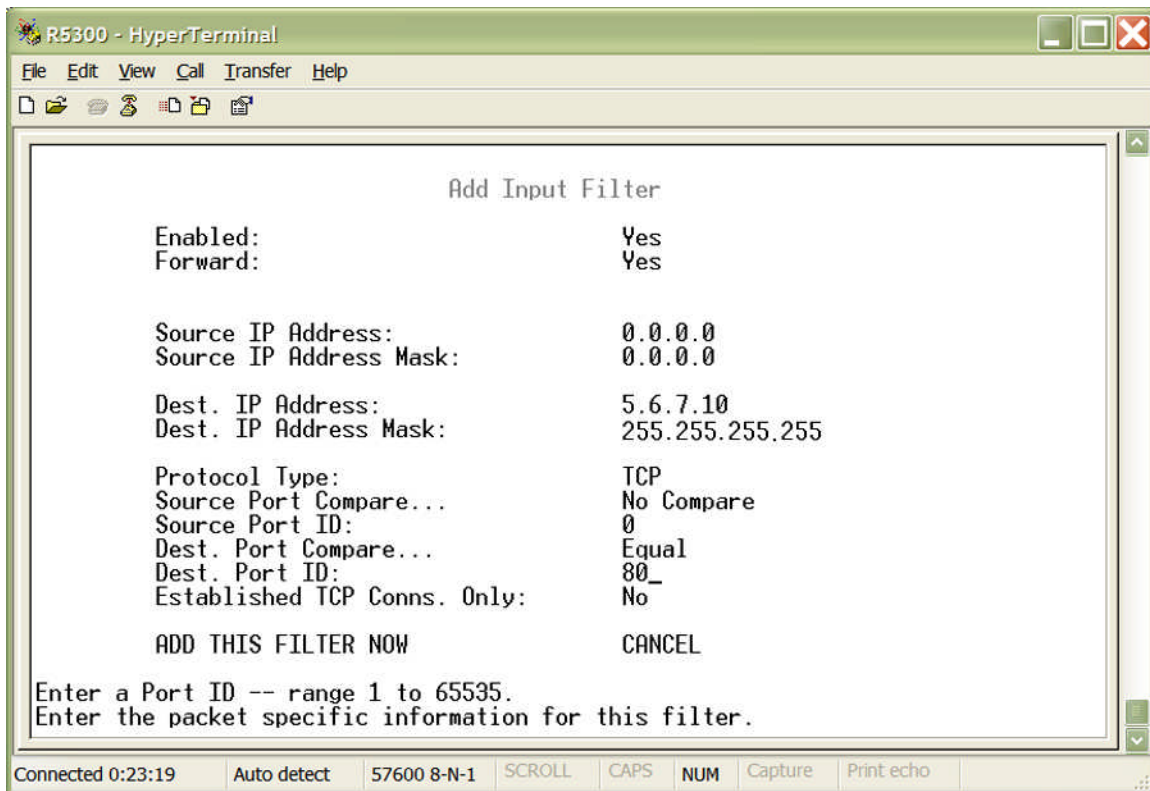 R5300 - HyperTerminal
File Edit View Call Transfer Help
Add Input Filter
Enabled: Yes
Forward: Yes
Source IP Address: 0.0.0.0
Source IP Address Mask: 0.0.0.0
Dest. IP Address: 5.6.7.10
Dest. IP Address Mask: 255.255.255.255
Protocol Type: TCP
Source Port Compare... No Compare
Source Port ID: 0
Dest. Port Compare... Equal
Dest. Port ID: 80_
Established TCP Conns. Only: No
ADD THIS FILTER NOW CANCEL
Enter a Port ID -- range 1 to 65535.
Enter the packet specific information for this filter.
Connected 0:23:19 Auto detect 57600 8-N-1 SCROLL CAPS NUM Capture Print echo